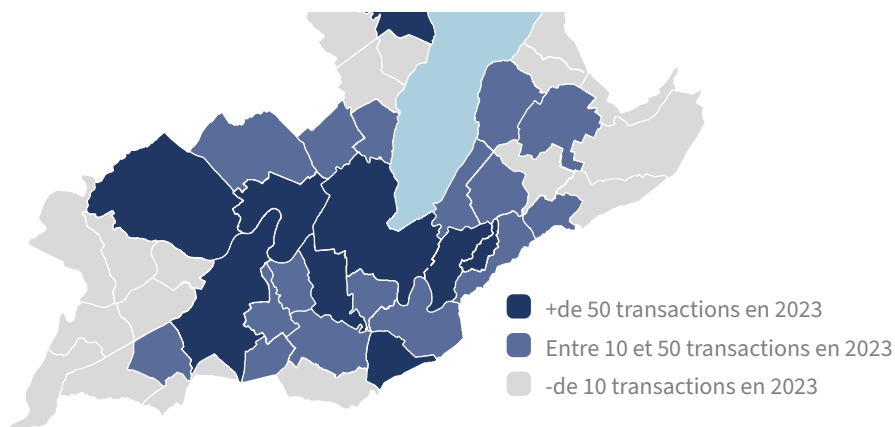 +de 50 transactions en 2023
Entre 10 et 50 transactions en 2023
-de 10 transactions en 2023